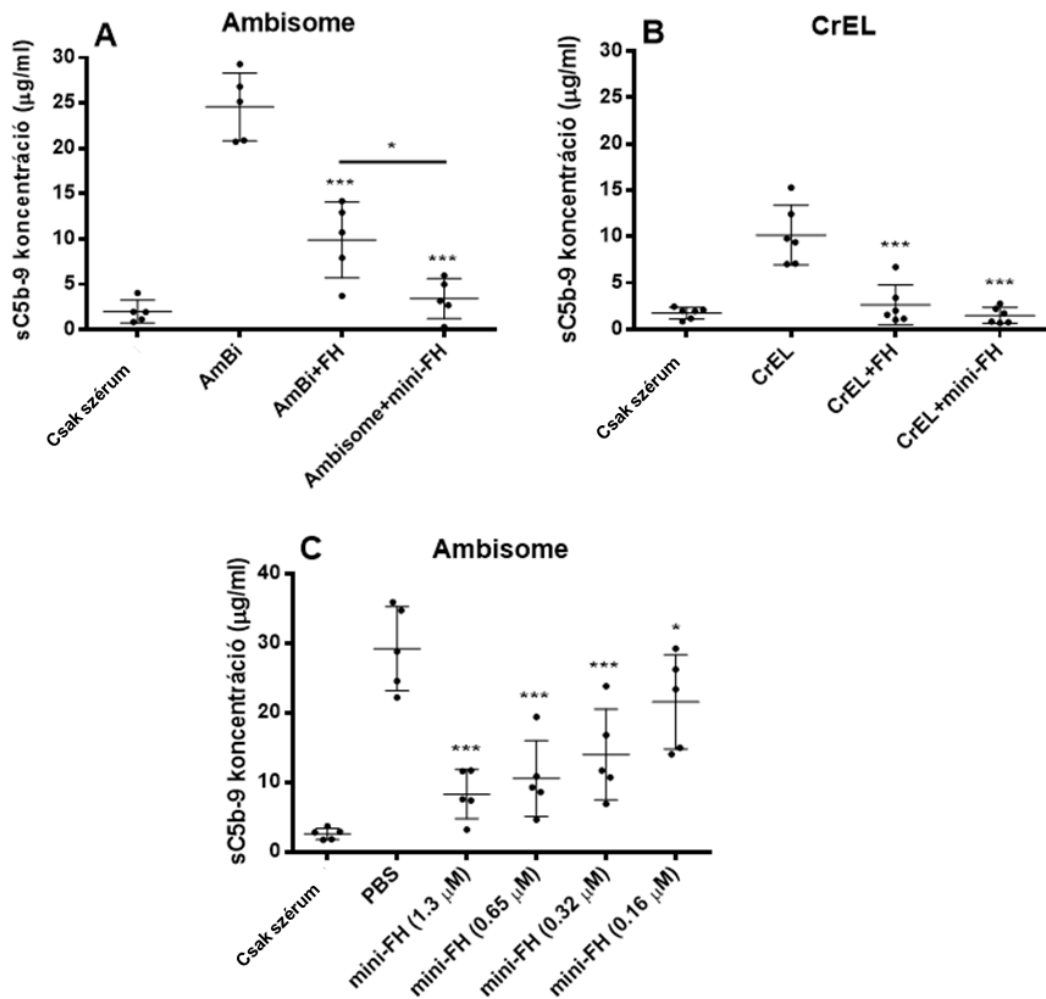 A
Ambisome
sC5b-9 koncentráció (µg/ml)
30
25
20
15
10
5
0
*
***
***
Csak szérum
AmBi
AmBi+FH
Ambisome+mini-FH
B
CrEL
sC5b-9 koncentráció (µg/ml)
30
25
20
15
10
5
0
***
***
Csak szérum
CrEL
CrEL+FH
CrEL+mini-FH
C
Ambisome
sC5b-9 koncentráció (µg/ml)
40
30
20
10
0
***
***
***
*
Csak szérum
PBS
mini-FH (1.3 µM)
mini-FH (0.65 µM)
mini-FH (0.32 µM)
mini-FH (0.16 µM)